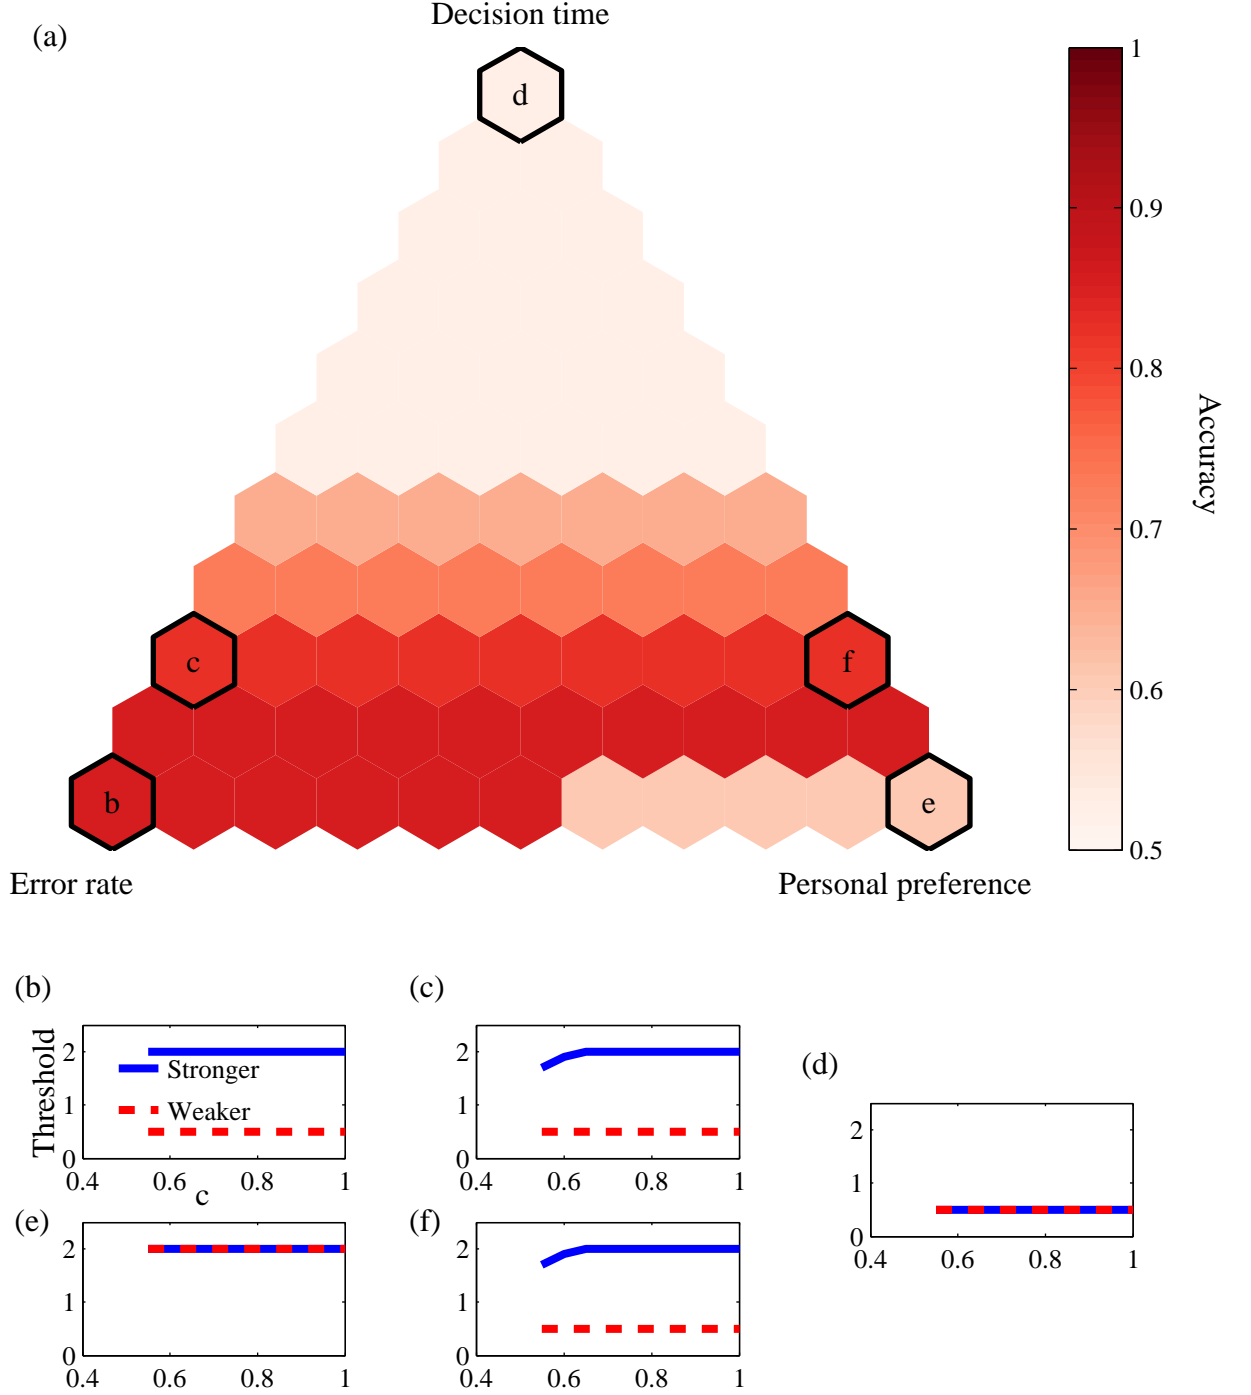 Decision time
(a)
d
1
0.9
0.8
Accuracy
0.7
c
f
0.6
b
e
0.5
Error rate
Personal preference
(b)
(c)
Threshold
2
1
0
Stronger
Weaker
0.4
0.6
0.8
1
c
2
1
0
0.4
0.6
0.8
1
(d)
2
1
0
0.4
0.6
0.8
1
(e)
2
1
0
0.4
0.6
0.8
1
(f)
2
1
0
0.4
0.6
0.8
1